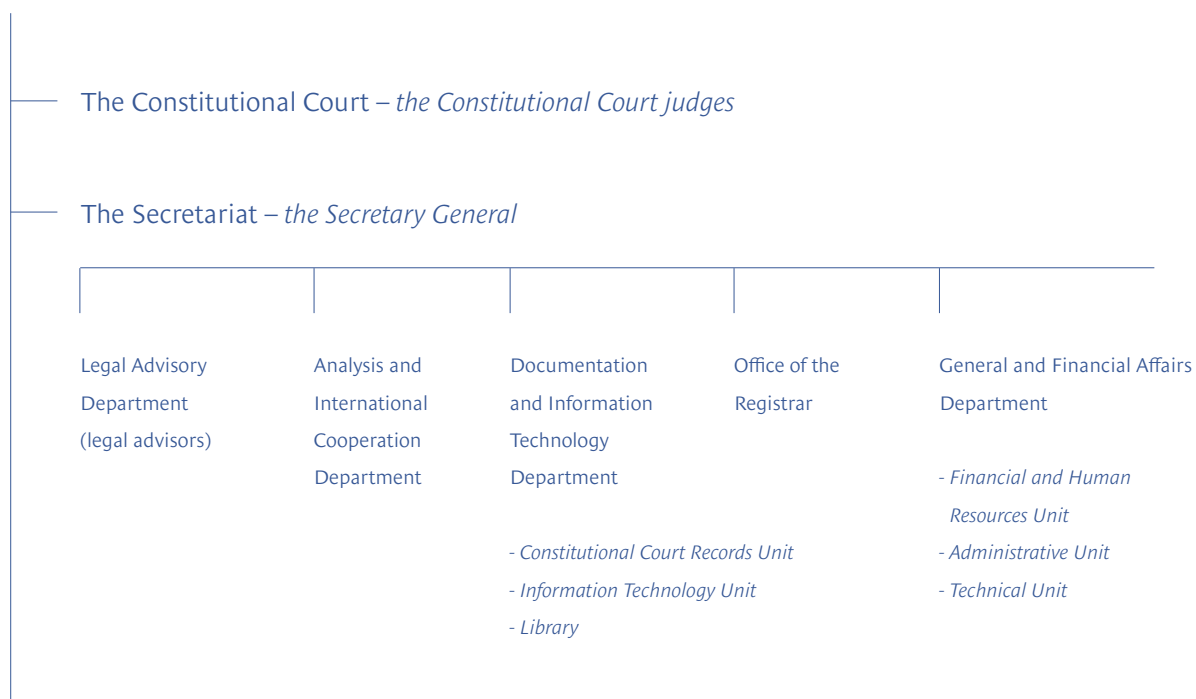 The Constitutional Court – the Constitutional Court judges
The Secretariat – the Secretary General
Legal Advisory
Department
(legal advisors)
Analysis and
International
Cooperation
Department
Documentation
and Information
Technology
Department
- Constitutional Court Records Unit
- Information Technology Unit
- Library
Office of the
Registrar
General and Financial Affairs
Department
- Financial and Human
Resources Unit
- Administrative Unit
- Technical Unit